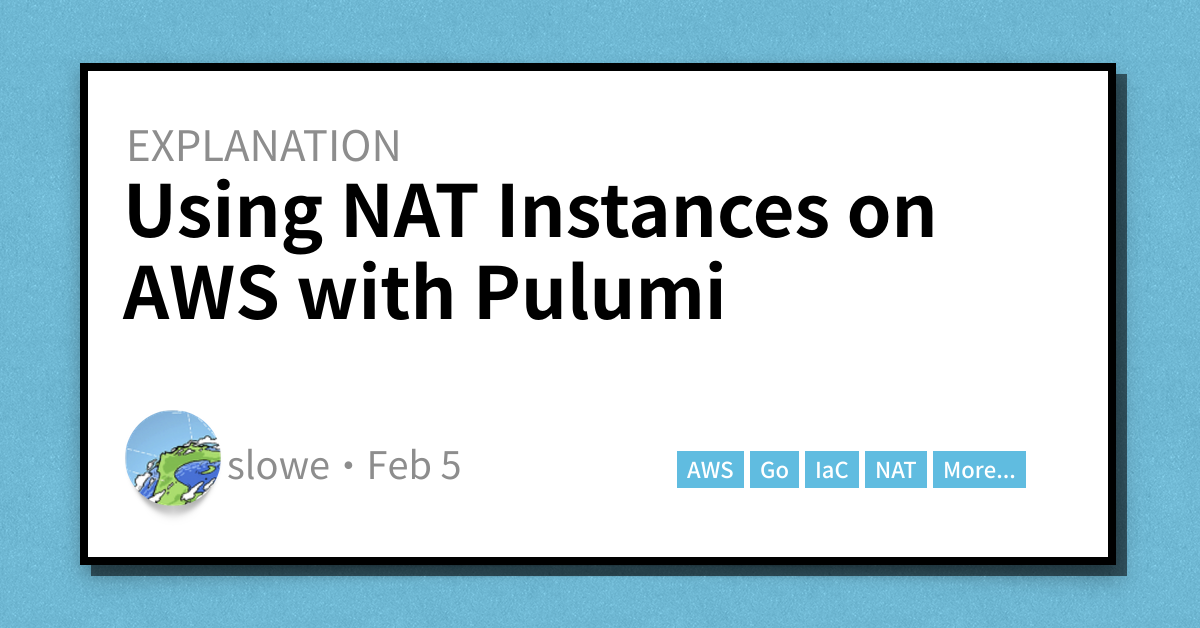 EXPLANATION
Using NAT Instances on
AWS with Pulumi
slowe • Feb 5
AWS Go IaC NAT More...